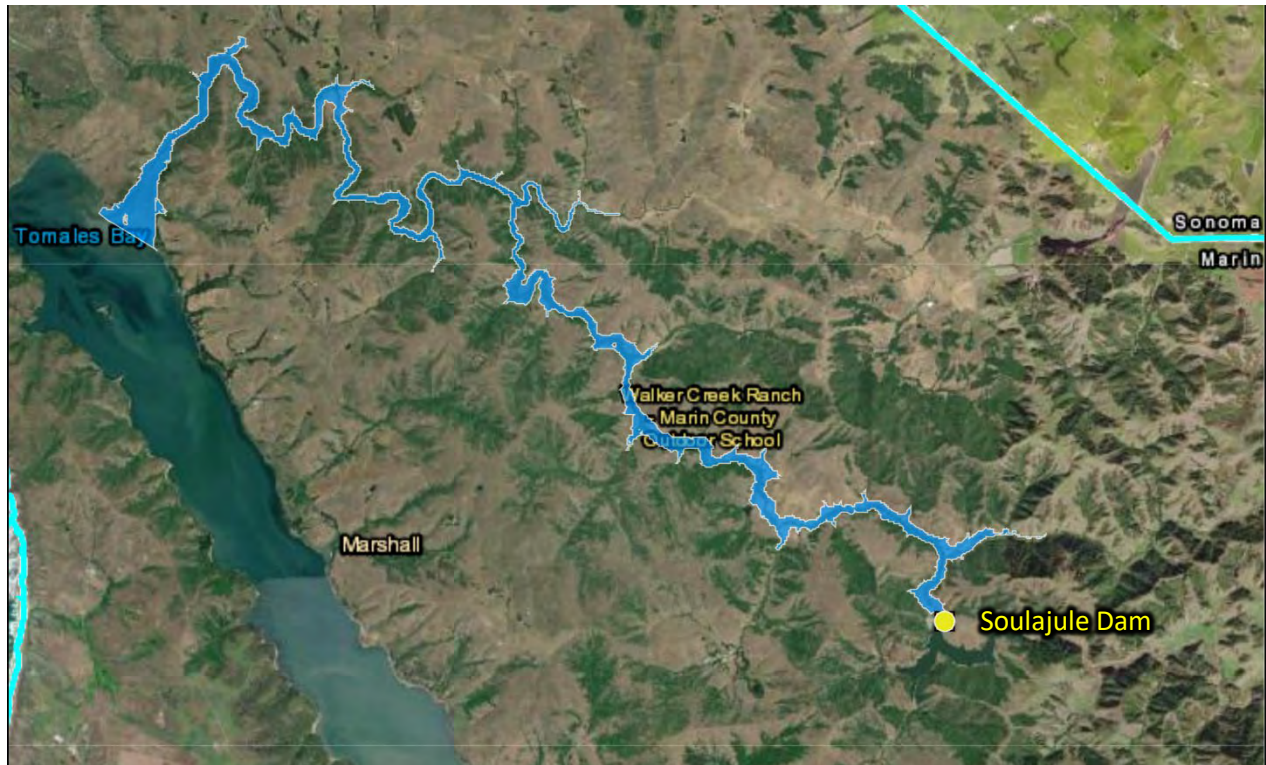 Sonoma
Marin
Tomales Bay
Walker Creek Ranch
- Marin County
Outdoor School
Marshall
Soulajule Dam